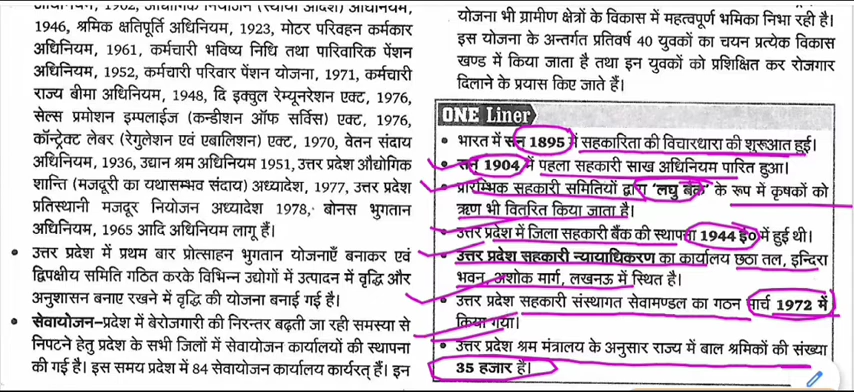 1946, श्रमिक क्षतिपूर्ति अधिनियम, 1923, मोटर परिवहन कर्मकार
अधिनियम, 1961, कर्मचारी भविष्य निधि तथा पारिवारिक पेंशन
अधिनियम, 1952, कर्मचारी परिवार पेंशन योजना, 1971, कर्मचारी
राज्य बीमा अधिनियम, 1948, दि इक्वुल रेम्यूनरेशन एक्ट, 1976,
सेल्स प्रमोशन इम्पलाईज (कन्डीशन ऑफ सर्विस) एक्ट, 1976,
कॉन्ट्रेक्ट लेबर (रेगुलेशन एवं एबालिशन) एक्ट, 1970, वेतन संदाय
अधिनियम, 1936, उद्यान श्रम अधिनियम 1951, उत्तर प्रदेश औद्योगिक
शान्ति (मजदूरी का यथासम्भव संदाय) अध्यादेश, 1977, उत्तर प्रदेश
प्रतिस्थानी मजदूर नियोजन अध्यादेश 1978, बोनस भुगतान
अधिनियम, 1965 आदि अधिनियम लागू हैं।
• उत्तर प्रदेश में प्रथम बार प्रोत्साहन भुगतान योजनाएँ बनाकर एवं
द्विपक्षीय समिति गठित करके विभिन्न उद्योगों में उत्पादन में वृद्धि और
अनुशासन बनाए रखने में वृद्धि की योजना बनाई गई है।
• सेवायोजन–प्रदेश में बेरोजगारी की निरन्तर बढ़ती जा रही समस्या से
निपटने हेतु प्रदेश के सभी जिलों में सेवायोजन कार्यालयों की स्थापना
की गई है। इस समय प्रदेश में 84 सेवायोजन कार्यालय कार्यरत् हैं। इन
योजना भी ग्रामीण क्षेत्रों के विकास में महत्वपूर्ण भमिका निभा रही है।
इस योजना के अन्तर्गत प्रतिवर्ष 40 युवकों का चयन प्रत्येक विकास
खण्ड में किया जाता है तथा इन युवकों को प्रशिक्षित कर रोजगार
दिलाने के प्रयास किए जाते हैं।
ONE Liner
• भारत में सन 1895 में सहकारिता की विचारधारा की शुरूआत हुई।
• सन् 1904 में पहला सहकारी साख अधिनियम पारित हुआ।
• प्रारम्भिक सहकारी समितियों द्वारा 'लघु बैंक' के रूप में कृषकों को
ऋण भी वितरित किया जाता है।
• उत्तर प्रदेश में जिला सहकारी बैंक की स्थापना 1944 ई० में हुई थी।
• उत्तर प्रदेश सहकारी न्यायाधिकरण का कार्यालय छठा तल, इन्दिरा
भवन, अशोक मार्ग, लखनऊ में स्थित है।
• उत्तर प्रदेश सहकारी संस्थागत सेवामण्डल का गठन मार्च 1972 में
किया गया।
• उत्तर प्रदेश श्रम मंत्रालय के अनुसार राज्य में बाल श्रमिकों की संख्या
35 हजार है।